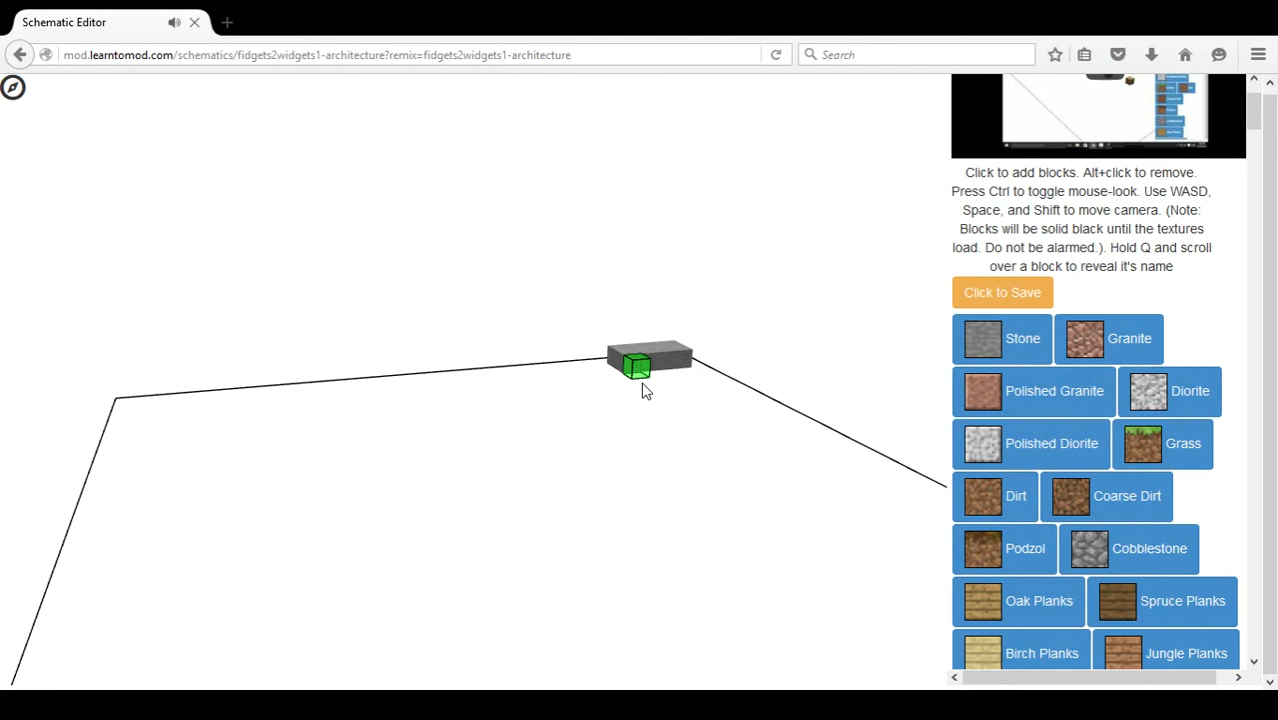 Schematic Editor
mod.learntomod.com/schematics/fidgets2widgets1-architecture?remix=fidgets2widgets1-architecture
Search
Click to add blocks. Alt+click to remove.
Press Ctrl to toggle mouse-look. Use WASD,
Space, and Shift to move camera. (Note:
Blocks will be solid black until the textures
load. Do not be alarmed.). Hold Q and scroll
over a block to reveal it's name
Click to Save
Stone
Granite
Polished Granite
Diorite
Polished Diorite
Grass
Dirt
Coarse Dirt
Podzol
Cobblestone
Oak Planks
Spruce Planks
Birch Planks
Jungle Planks